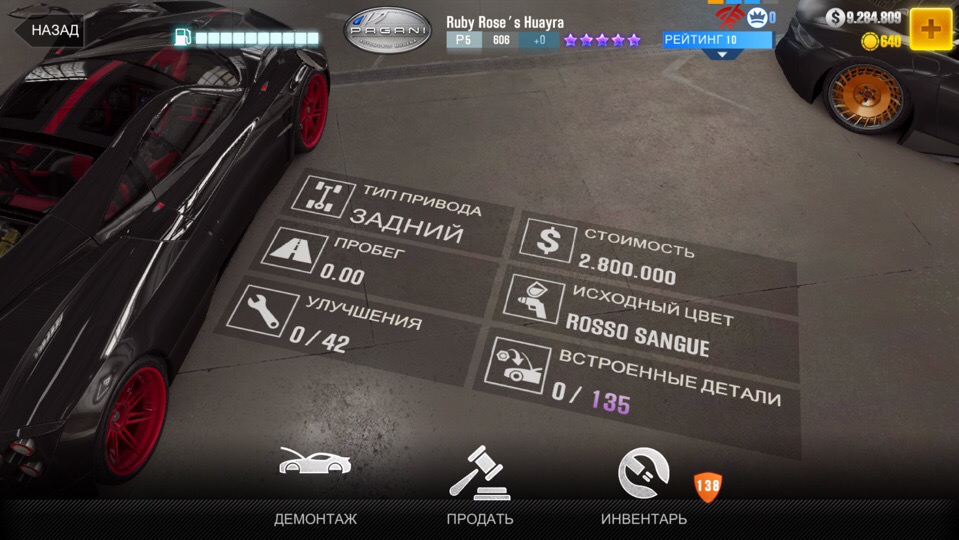 НАЗАД
PAGANI
Ruby Rose's Huayra
P5 606 +0
РЕЙТИНГ 10
0
$ 9.284.809
640
ТИП ПРИВОДА
ЗАДНИЙ
ПРОБЕГ
0.00
УЛУЧШЕНИЯ
0 / 42
СТОИМОСТЬ
2.800.000
ИСХОДНЫЙ ЦВЕТ
ROSSO SANGUE
ВСТРОЕННЫЕ ДЕТАЛИ
0 / 135
ДЕМОНТАЖ
ПРОДАТЬ
ИНВЕНТАРЬ
138